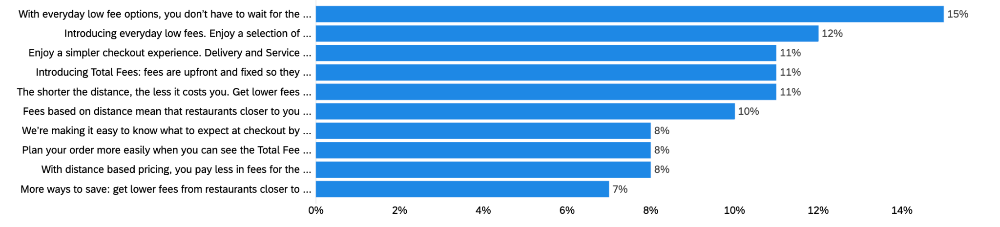 With everyday low fee options, you don’t have to wait for the ... 15%
Introducing everyday low fees. Enjoy a selection of ... 12%
Enjoy a simpler checkout experience. Delivery and Service ... 11%
Introducing Total Fees: fees are upfront and fixed so they ... 11%
The shorter the distance, the less it costs you. Get lower fees ... 11%
Fees based on distance mean that restaurants closer to you ... 10%
We’re making it easy to know what to expect at checkout by ... 8%
Plan your order more easily when you can see the Total Fee ... 8%
With distance based pricing, you pay less in fees for the ... 8%
More ways to save: get lower fees from restaurants closer to ... 7%
0% 2% 4% 6% 8% 10% 12% 14%